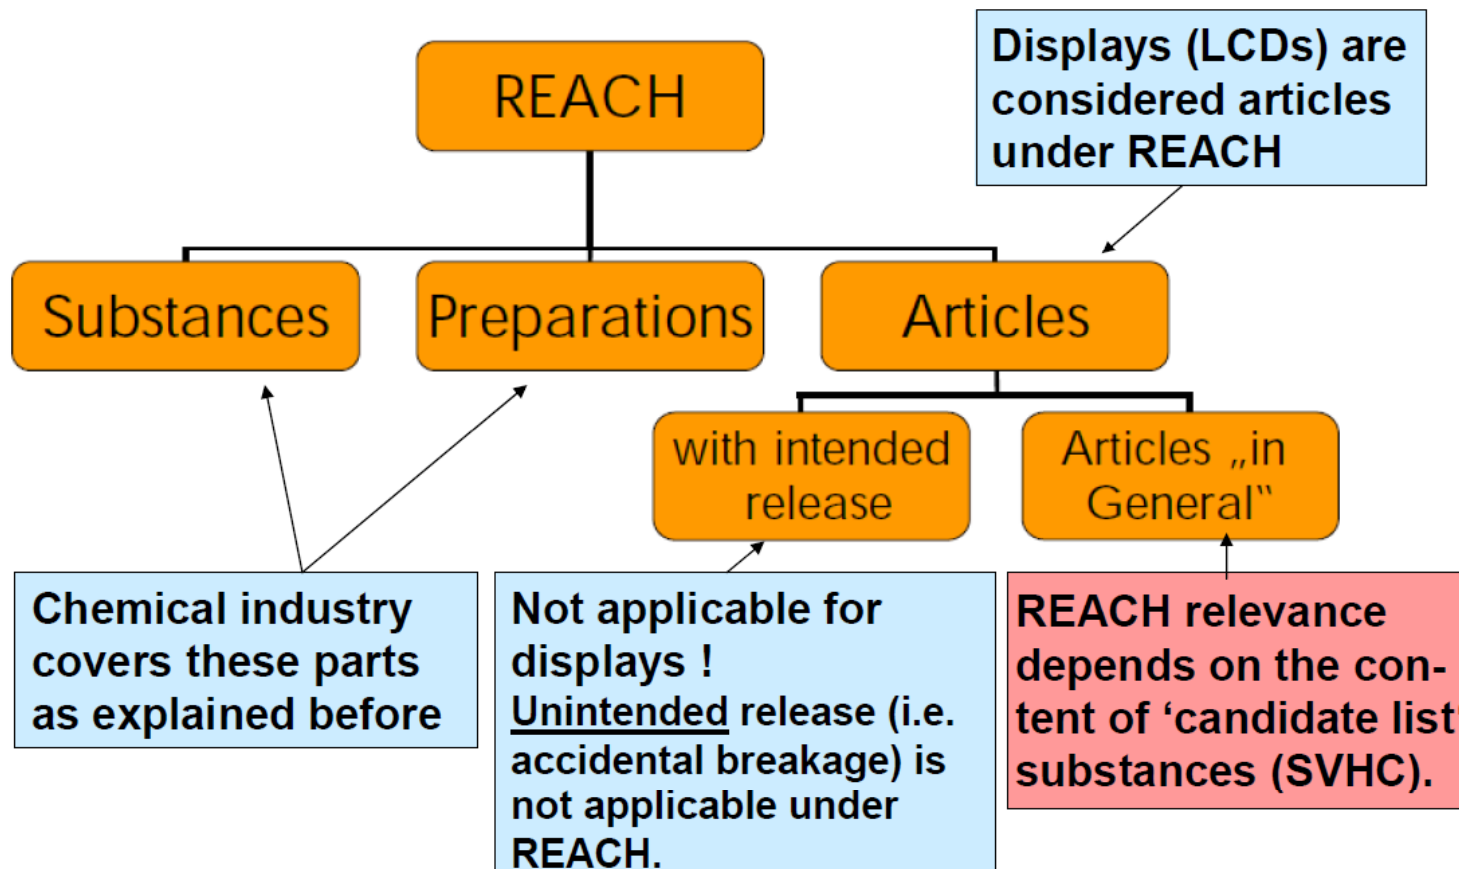 REACH
Displays (LCDs) are
considered articles
under REACH
Substances
Preparations
Articles
with intended
release
Articles „in
General‟
Chemical industry
covers these parts
as explained before
Not applicable for
displays !
Unintended release (i.e.
accidental breakage) is
not applicable under
REACH.
REACH relevance
depends on the con-
tent of ‘candidate list’
substances (SVHC).